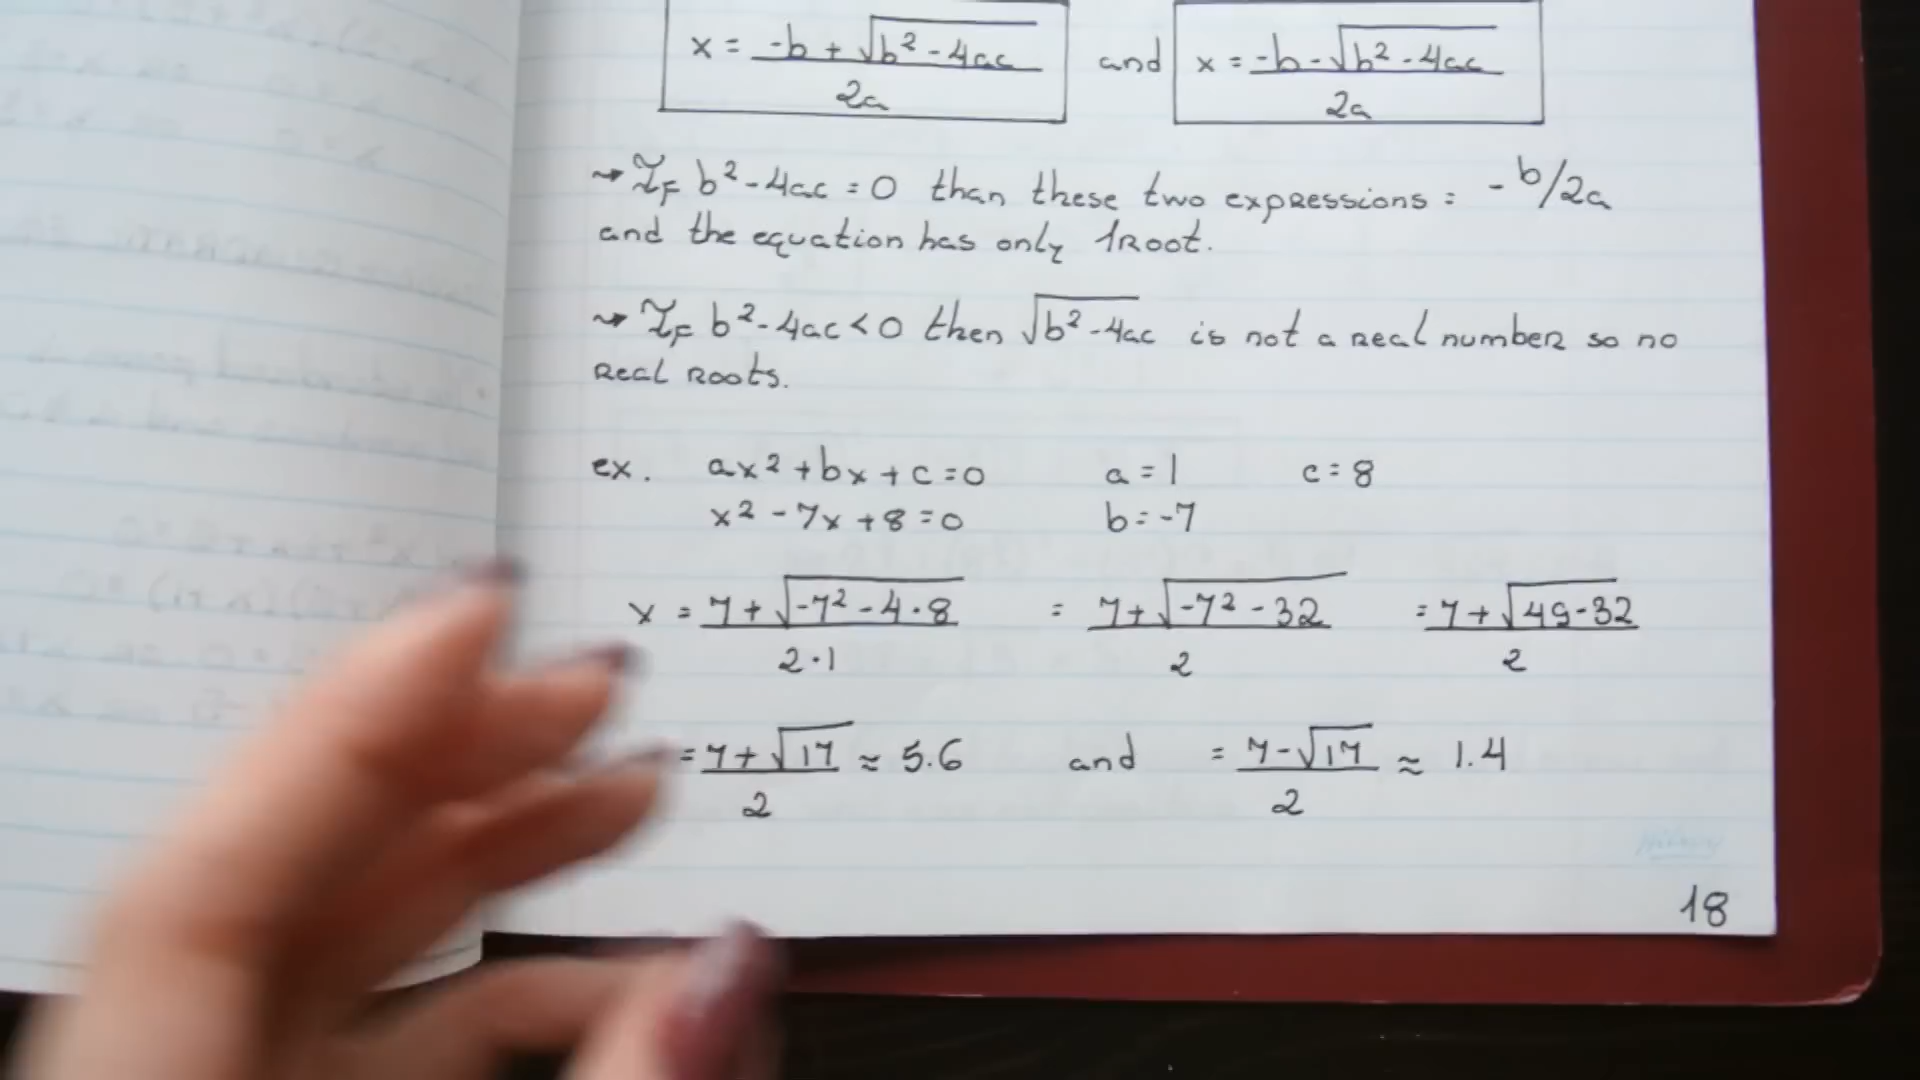 x = -b + √b² - 4ac / 2a and x = -b - √b² - 4ac / 2a
→ If b² - 4ac = 0 than these two expressions = -b/2a
and the equation has only 1 root.
→ If b² - 4ac < 0 then √b² - 4ac is not a real number so no
real roots.
ex. ax² + bx + c = 0 a = 1 c = 8
x² - 7x + 8 = 0 b = -7
x = 7 + √-7² - 4 · 8 / 2 · 1 = 7 + √-7² - 32 / 2 = 7 + √49 - 32 / 2
= 7 + √17 / 2 ≈ 5.6 and = 7 - √17 / 2 ≈ 1.4
Hilroy
18